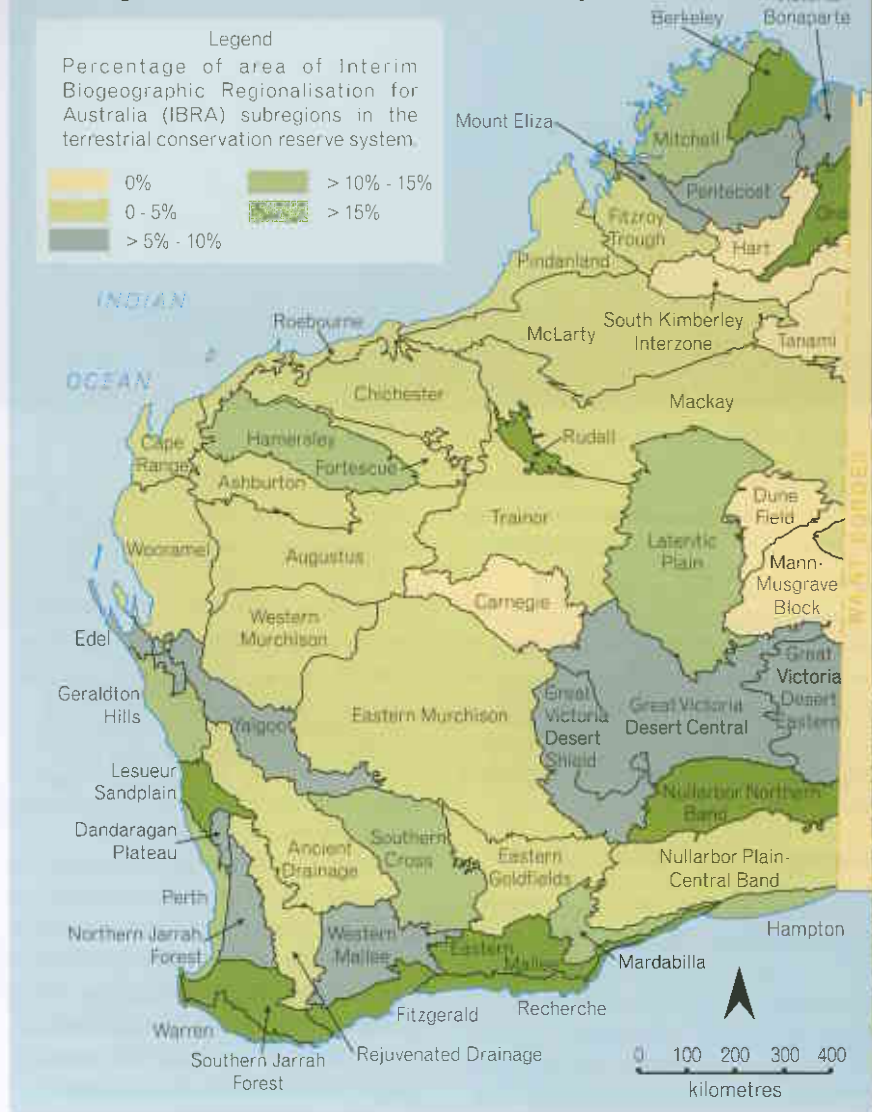 Berkeley
Bonaparte
Legend
Percentage of area of Interim
Biogeographic Regionalisation for
Australia (IBRA) subregions in the
terrestrial conservation reserve system.
0%
0 - 5%
> 5% - 10%
> 10% - 15%
> 15%
Mount Eliza
Mitchell
Pentecost
Fitzroy
Trough
Hart
Pindanland
INDIAN
OCEAN
Roebourne
McLarty
South Kimberley
Interzone
Tanami
Chichester
Mackay
Cape
Range
Hamersley
Fortescue
Rudall
Ashburton
Trainor
Dune
Field
Wooramel
Augustus
Lateritic
Plain
Mann-
Musgrave
Block
Carnegie
WA/NT BORDER
Western
Murchison
Edel
Geraldton
Hills
Yalgoo
Eastern Murchison
Great
Victoria
Desert
Shield
Great Victoria
Desert Central
Great
Victoria
Desert
Eastern
Lesueur
Sandplain
Nullarbor Northern
Band
Dandaragan
Plateau
Ancient
Drainage
Southern
Cross
Eastern
Goldfields
Nullarbor Plain-
Central Band
Perth
Northern Jarrah
Forest
Western
Mallee
Eastern
Mallee
Mardabilla
Hampton
Warren
Southern Jarrah
Forest
Rejuvenated Drainage
Fitzgerald
Recherche
0 100 200 300 400
kilometres